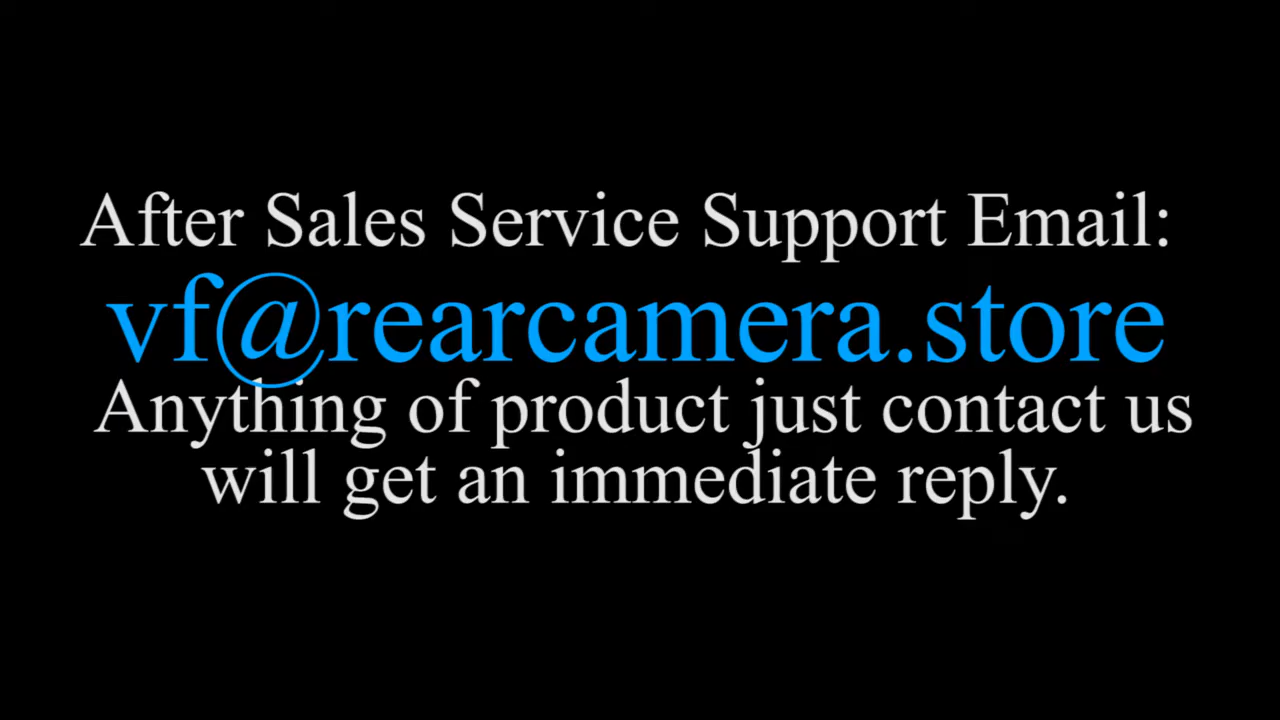 After Sales Service Support Email:
vf@rearcamera.store
Anything of product just contact us
will get an immediate reply.